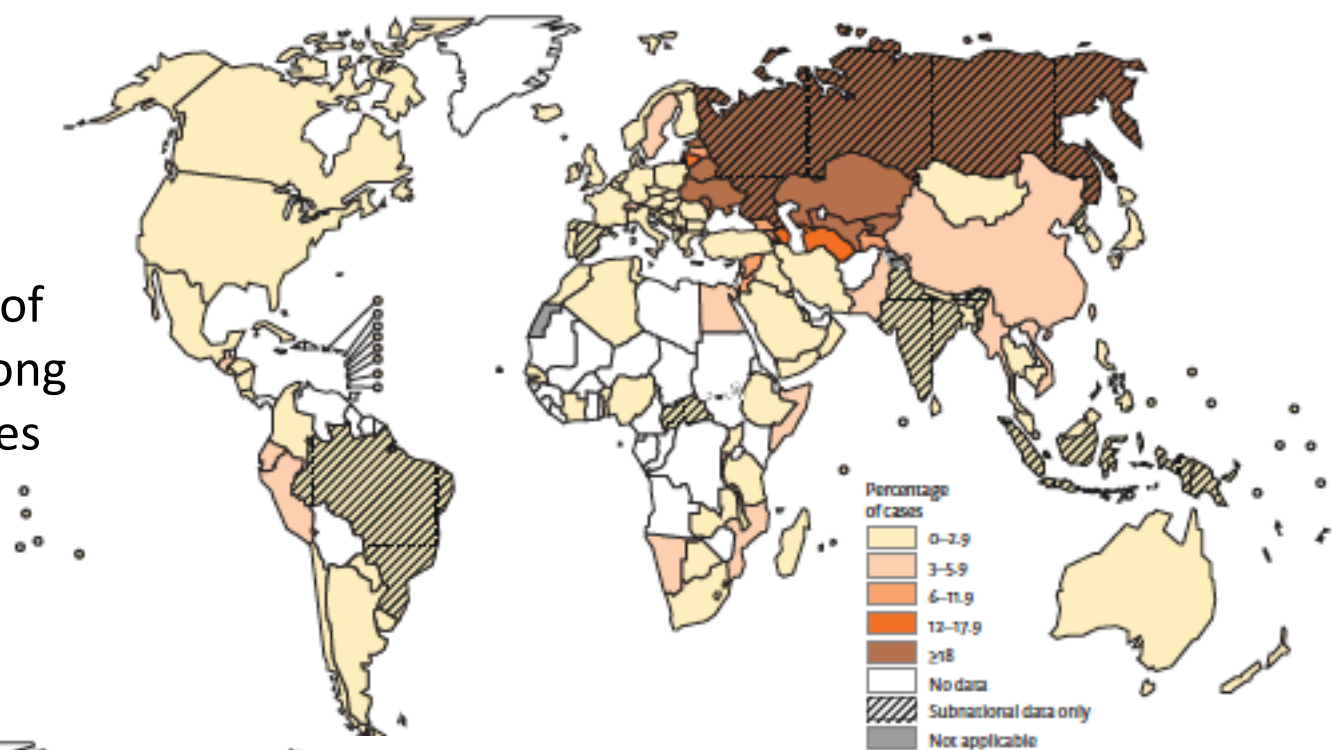 of
ong
es
Percentage
of cases
0–2.9
3–5.9
6–11.9
12–17.9
≥18
No data
Subnational data only
Not applicable